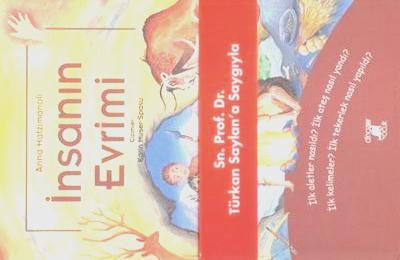 Anna Hatzimanoli
İnsanın
Evrimi
Çizimler
Sn. Prof. Dr.
Türkan Saylan'a Saygıyla
İlk aletler nasıldı? İlk ateş nasıl yandı?
İlk kelimeler? İlk tekerlek nasıl yapıldı?